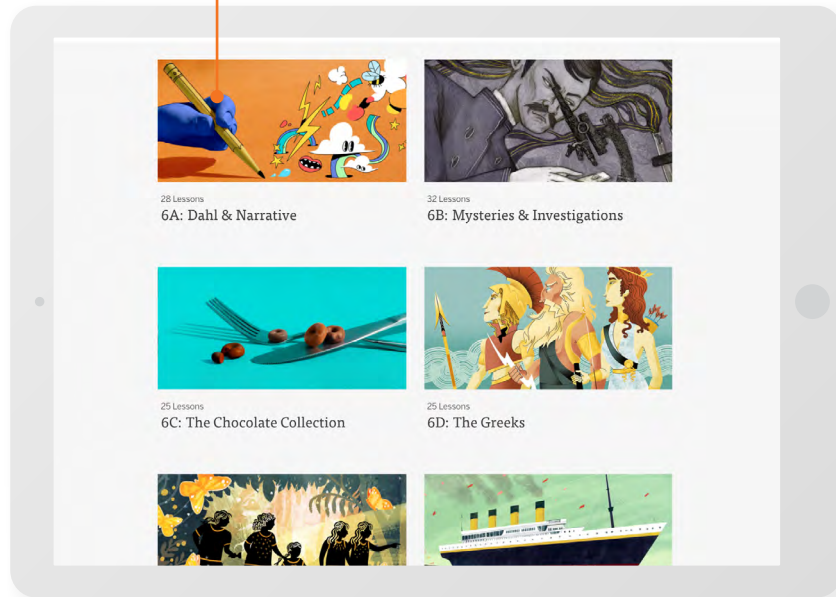 28 Lessons
6A: Dahl & Narrative
32 Lessons
6B: Mysteries & Investigations
25 Lessons
6C: The Chocolate Collection
25 Lessons
6D: The Greeks